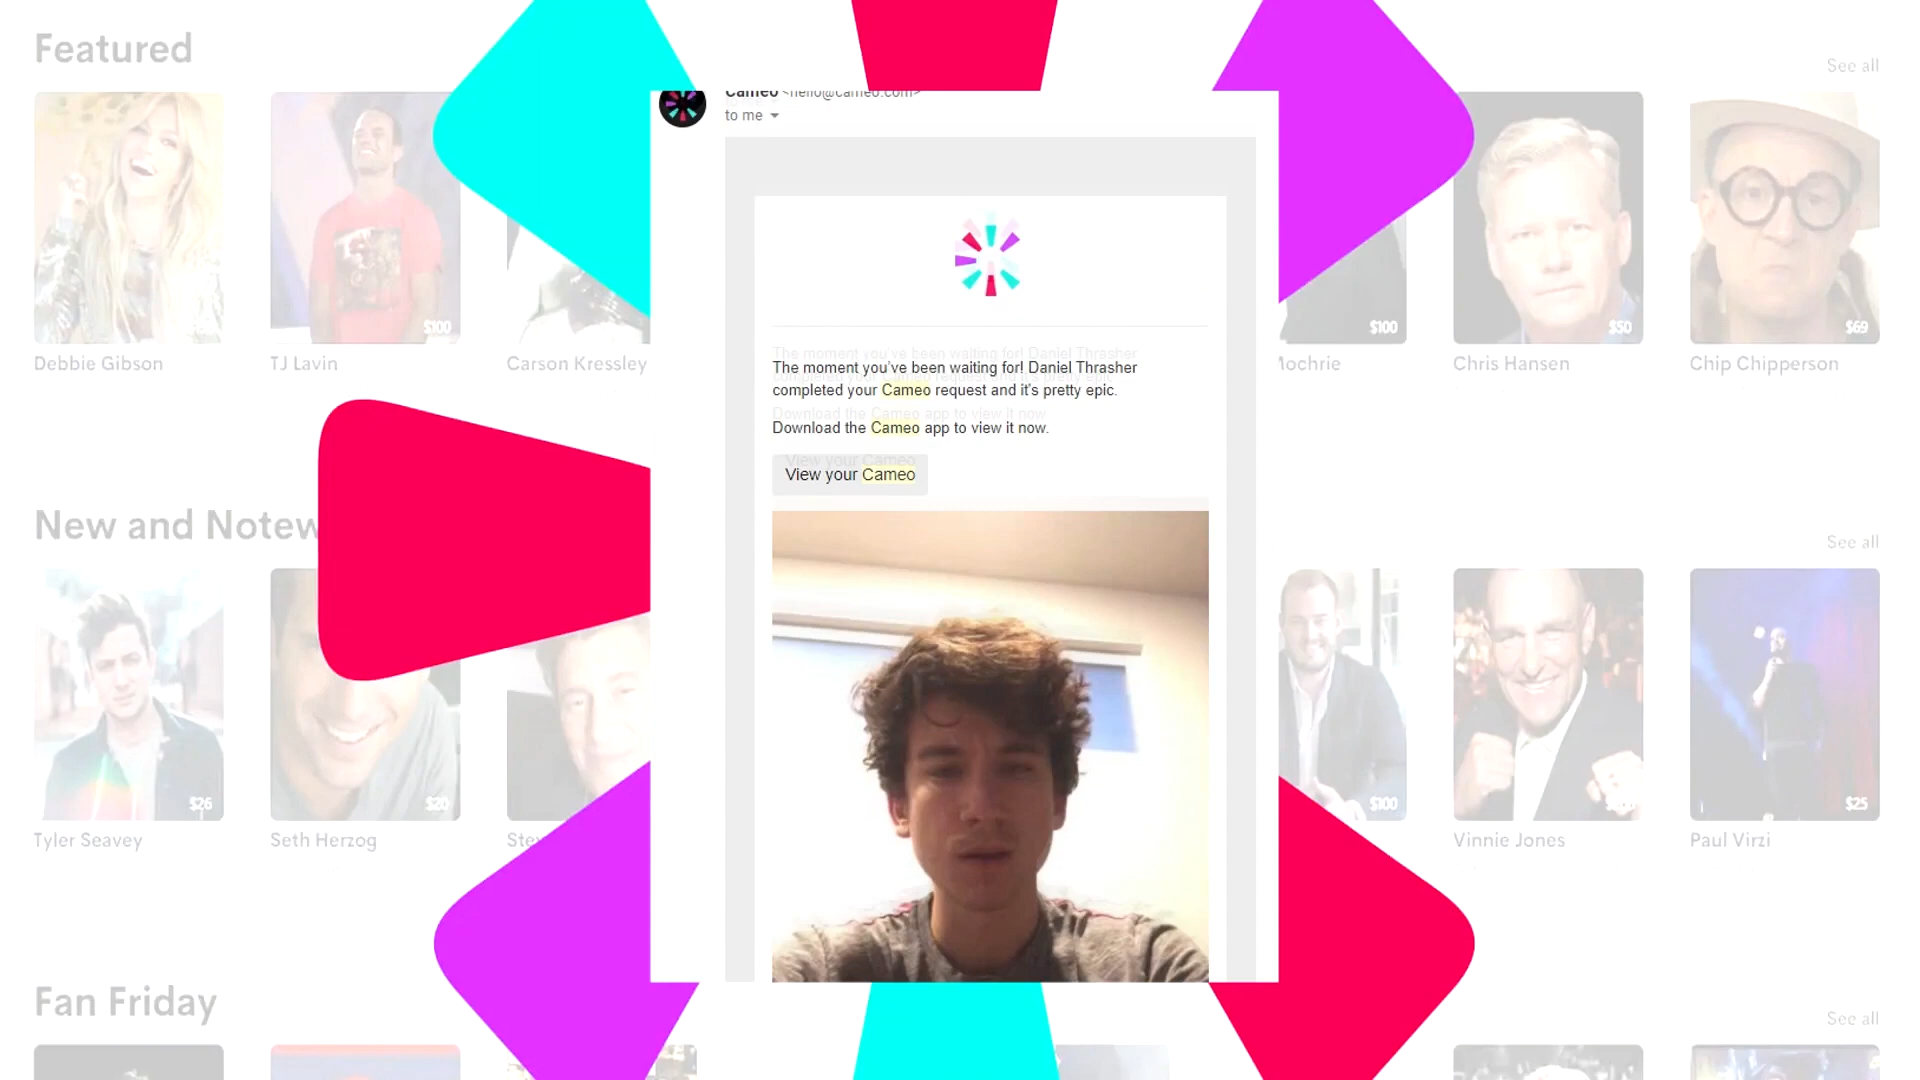 Featured
See all
Cameo <hello@cameo.com>
to me
$100
$100
$50
$69
Debbie Gibson
TJ Lavin
Carson Kressley
Mochrie
Chris Hansen
Chip Chipperson
The moment you've been waiting for! Daniel Thrasher
completed your Cameo request and it's pretty epic.
Download the Cameo app to view it now.
View your Cameo
New and Notew
See all
$26
$20
$100
$25
Tyler Seavey
Seth Herzog
Stev
Vinnie Jones
Paul Virzi
Fan Friday
See all